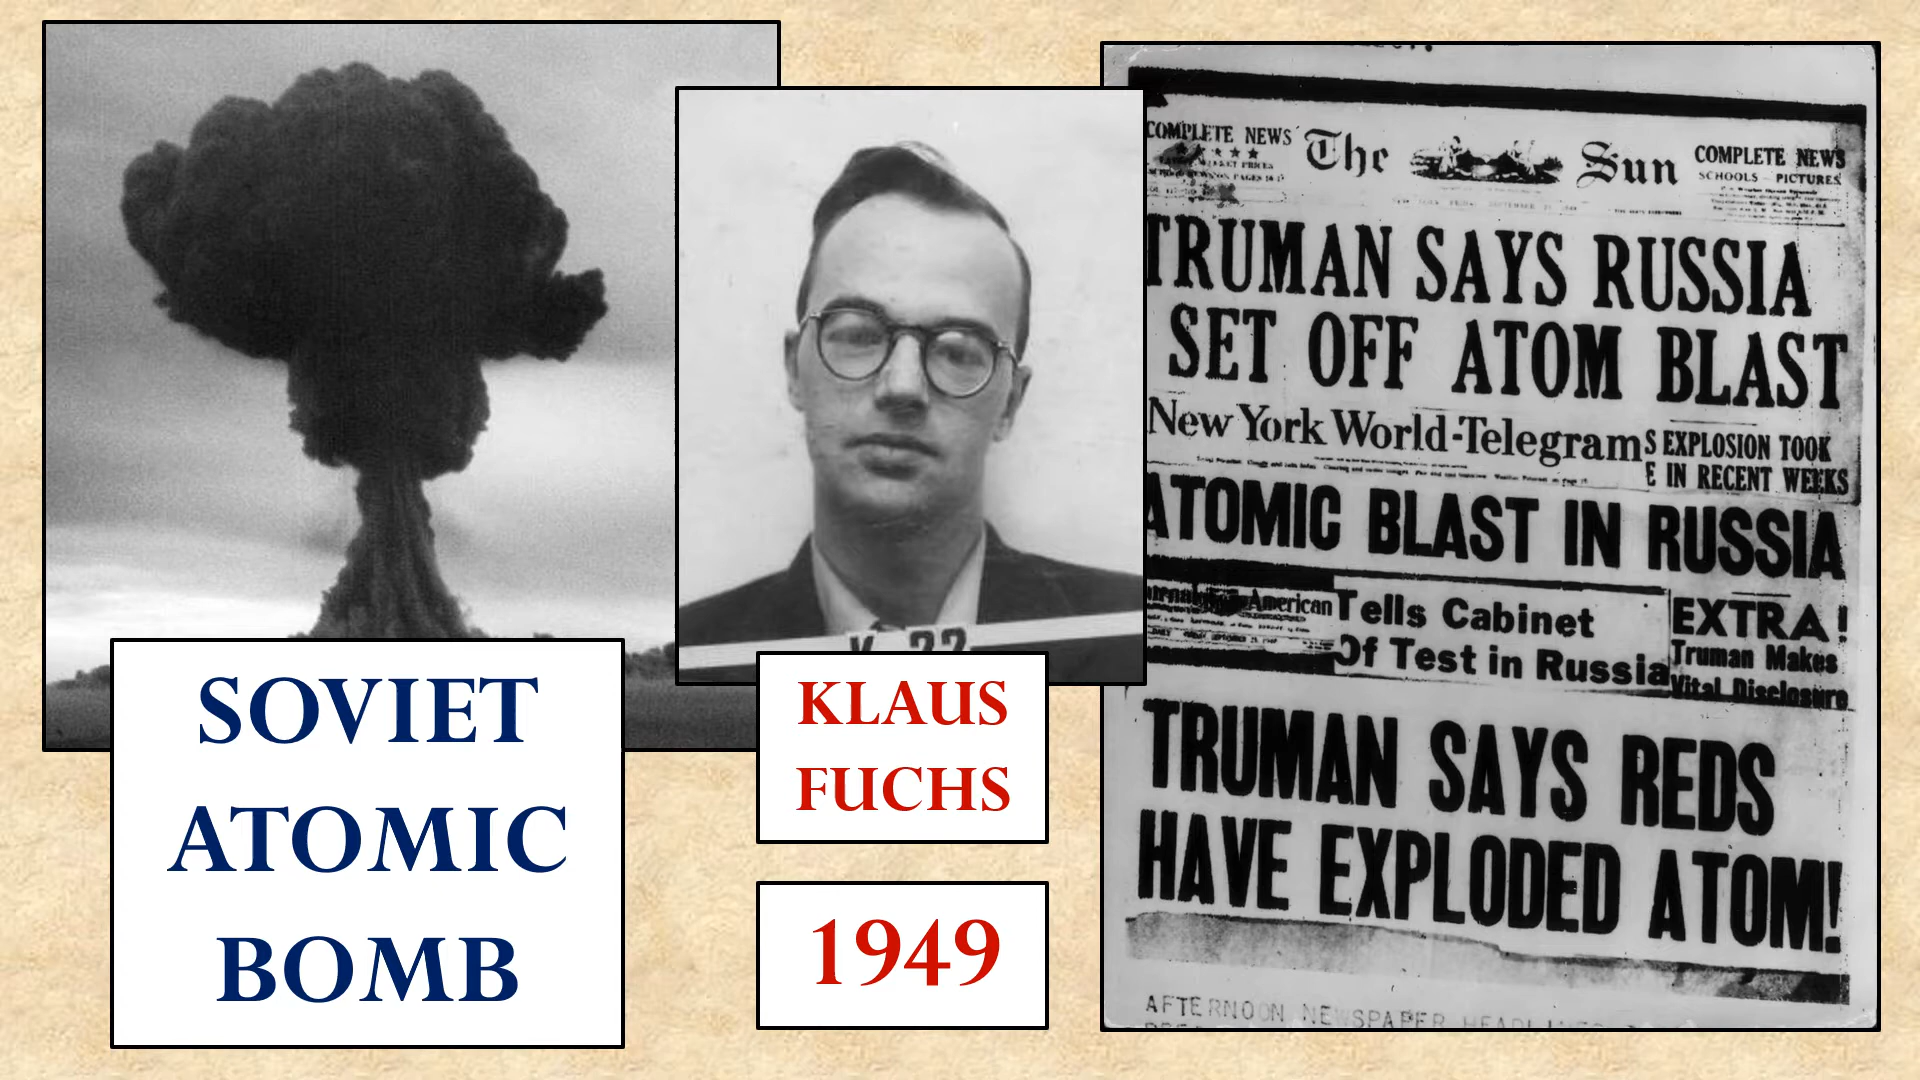 SOVIET
ATOMIC
BOMB
K 22
KLAUS
FUCHS
1949
COMPLETE NEWS
The Sun
COMPLETE NEWS
SCHOOLS PICTURES
TRUMAN SAYS RUSSIA
SET OFF ATOM BLAST
New York World-Telegram
S EXPLOSION TOOK
E IN RECENT WEEKS
ATOMIC BLAST IN RUSSIA
American
Tells Cabinet
Of Test in Russia
EXTRA!
Truman Makes
Vital Disclosure
TRUMAN SAYS REDS
HAVE EXPLODED ATOM!
AFTERNOON NEWSPAPER HEADLINES